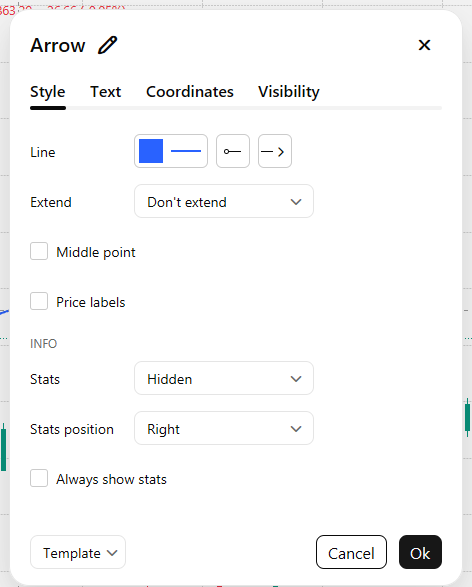 Arrow
Style Text Coordinates Visibility
Line
Extend Don't extend
Middle point
Price labels
INFO
Stats Hidden
Stats position Right
Always show stats
Template Cancel Ok